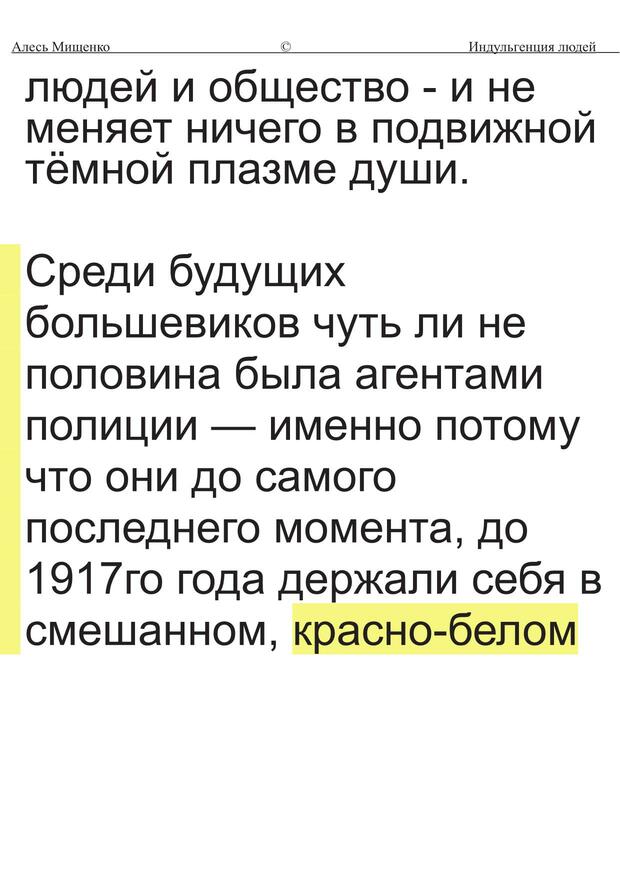 Алесь Мищенко © Индульгенция людей
людей и общество - и не
меняет ничего в подвижной
тёмной плазме души.
Среди будущих
большевиков чуть ли не
половина была агентами
полиции — именно потому
что они до самого
последнего момента, до
1917го года держали себя в
смешанном, красно-белом